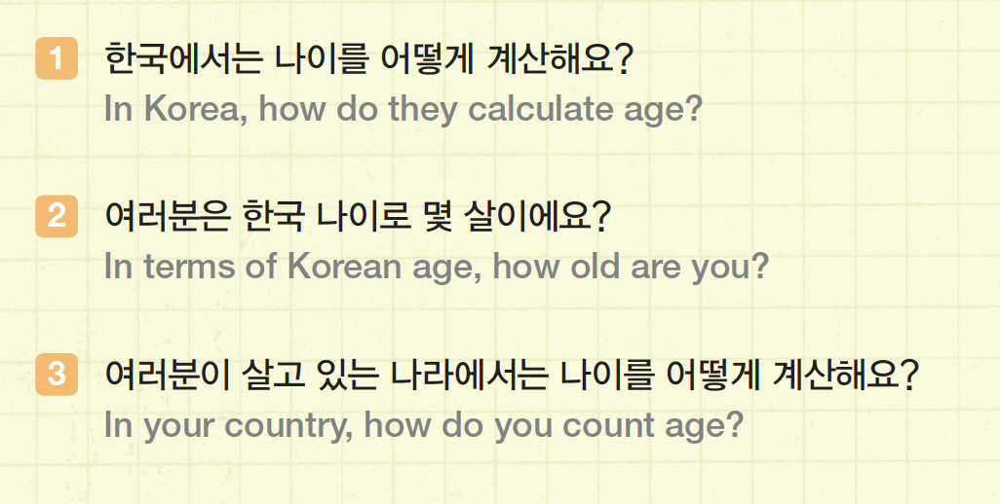 1 한국에서는 나이를 어떻게 계산해요?
In Korea, how do they calculate age?
2 여러분은 한국 나이로 몇 살이에요?
In terms of Korean age, how old are you?
3 여러분이 살고 있는 나라에서는 나이를 어떻게 계산해요?
In your country, how do you count age?